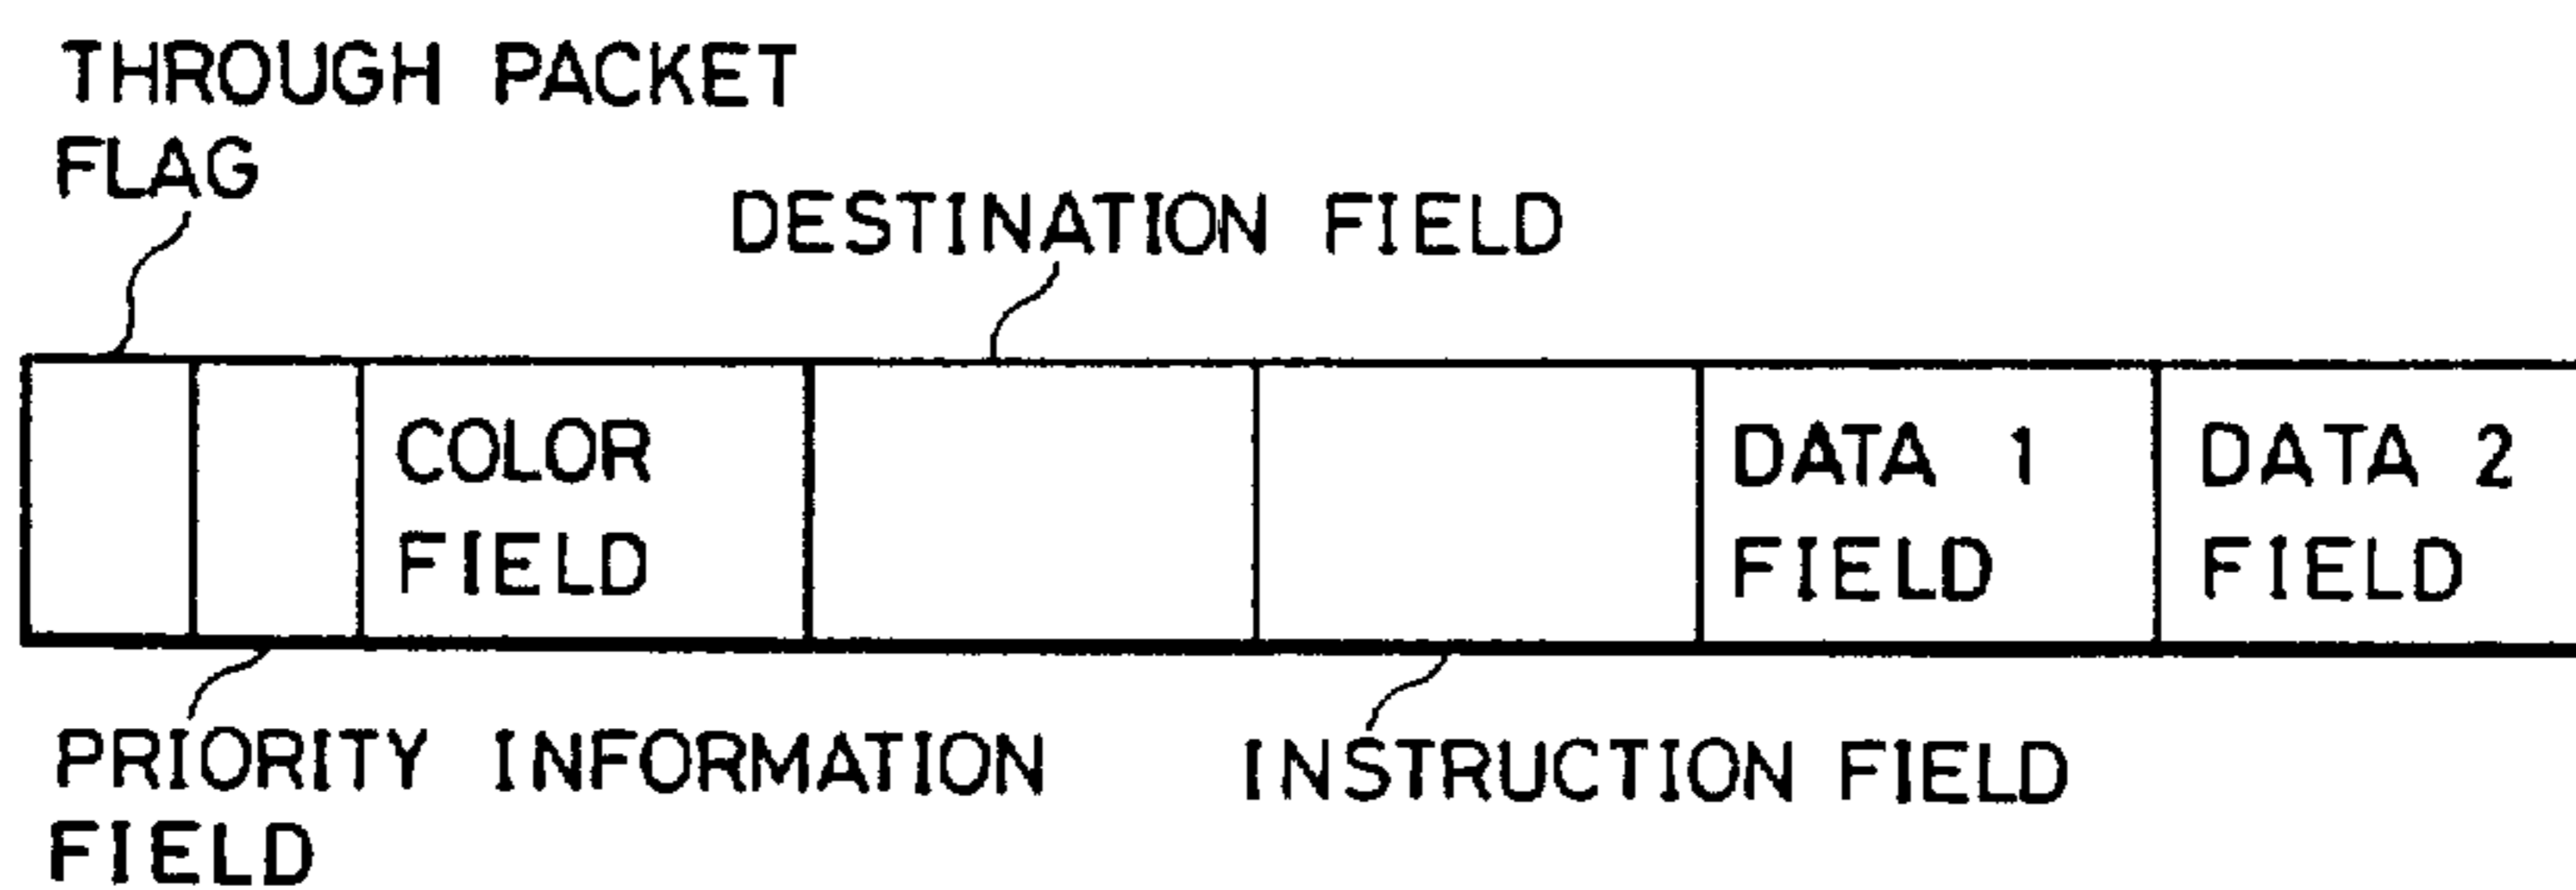 THROUGH PACKET
FLAG
DESTINATION FIELD
COLOR
FIELD
DATA 1
FIELD
DATA 2
FIELD
PRIORITY INFORMATION
FIELD
INSTRUCTION FIELD